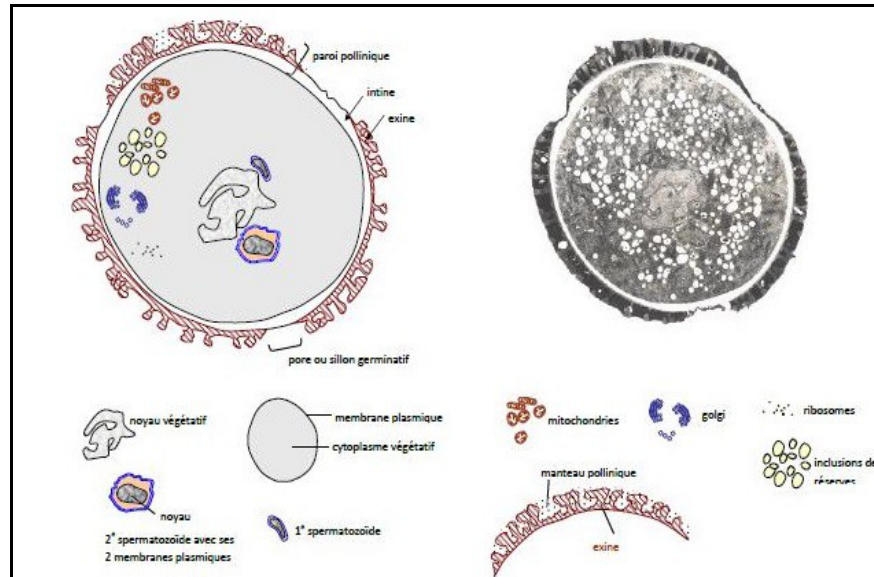 paroi pollinique
intine
exine
pore ou sillon germinatif
noyau végétatif
membrane plasmique
cytoplasme végétatif
mitochondries
golgi
ribosomes
inclusions de
réserves
noyau
2° spermatozoïde avec ses
2 membranes plasmiques
1° spermatozoïde
manteau pollinique
exine